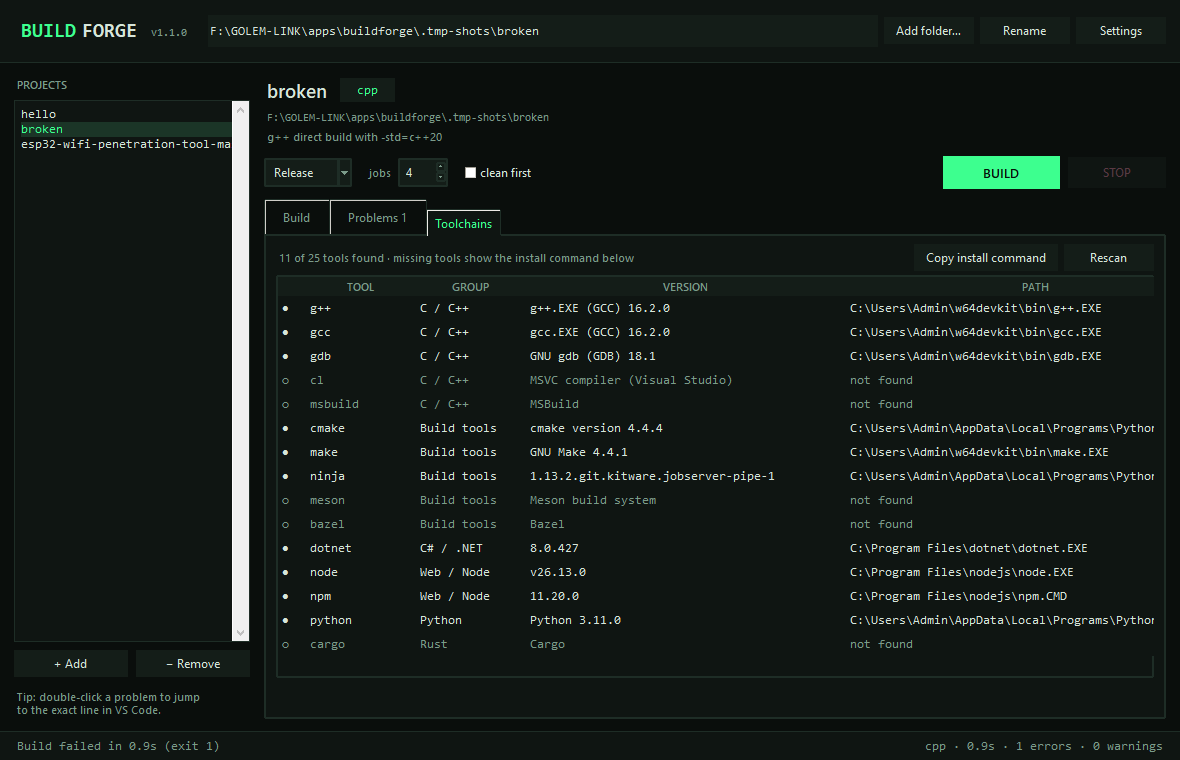 BUILD FORGE v1.1.0 F:\GOLEM-LINK\apps\buildforge\.tmp-shots\broken Add folder... Rename Settings
PROJECTS
hello
broken
esp32-wifi-penetration-tool-ma
+ Add − Remove
Tip: double-click a problem to jump
to the exact line in VS Code.
broken cpp
F:\GOLEM-LINK\apps\buildforge\.tmp-shots\broken
g++ direct build with -std=c++20
Release jobs 4 clean first BUILD STOP
Build Problems 1 Toolchains
11 of 25 tools found · missing tools show the install command below Copy install command Rescan
TOOL GROUP VERSION PATH
● g++ C / C++ g++.EXE (GCC) 16.2.0 C:\Users\Admin\w64devkit\bin\g++.EXE
● gcc C / C++ gcc.EXE (GCC) 16.2.0 C:\Users\Admin\w64devkit\bin\gcc.EXE
● gdb C / C++ GNU gdb (GDB) 18.1 C:\Users\Admin\w64devkit\bin\gdb.EXE
○ cl C / C++ MSVC compiler (Visual Studio) not found
○ msbuild C / C++ MSBuild not found
● cmake Build tools cmake version 4.4.4 C:\Users\Admin\AppData\Local\Programs\Python
● make Build tools GNU Make 4.4.1 C:\Users\Admin\w64devkit\bin\make.EXE
● ninja Build tools 1.13.2.git.kitware.jobserver-pipe-1 C:\Users\Admin\AppData\Local\Programs\Python
○ meson Build tools Meson build system not found
○ bazel Build tools Bazel not found
● dotnet C# / .NET 8.0.427 C:\Program Files\dotnet\dotnet.EXE
● node Web / Node v26.13.0 C:\Program Files\nodejs\node.EXE
● npm Web / Node 11.20.0 C:\Program Files\nodejs\npm.CMD
● python Python Python 3.11.0 C:\Users\Admin\AppData\Local\Programs\Python
○ cargo Rust Cargo not found
Build failed in 0.9s (exit 1) cpp · 0.9s · 1 errors · 0 warnings